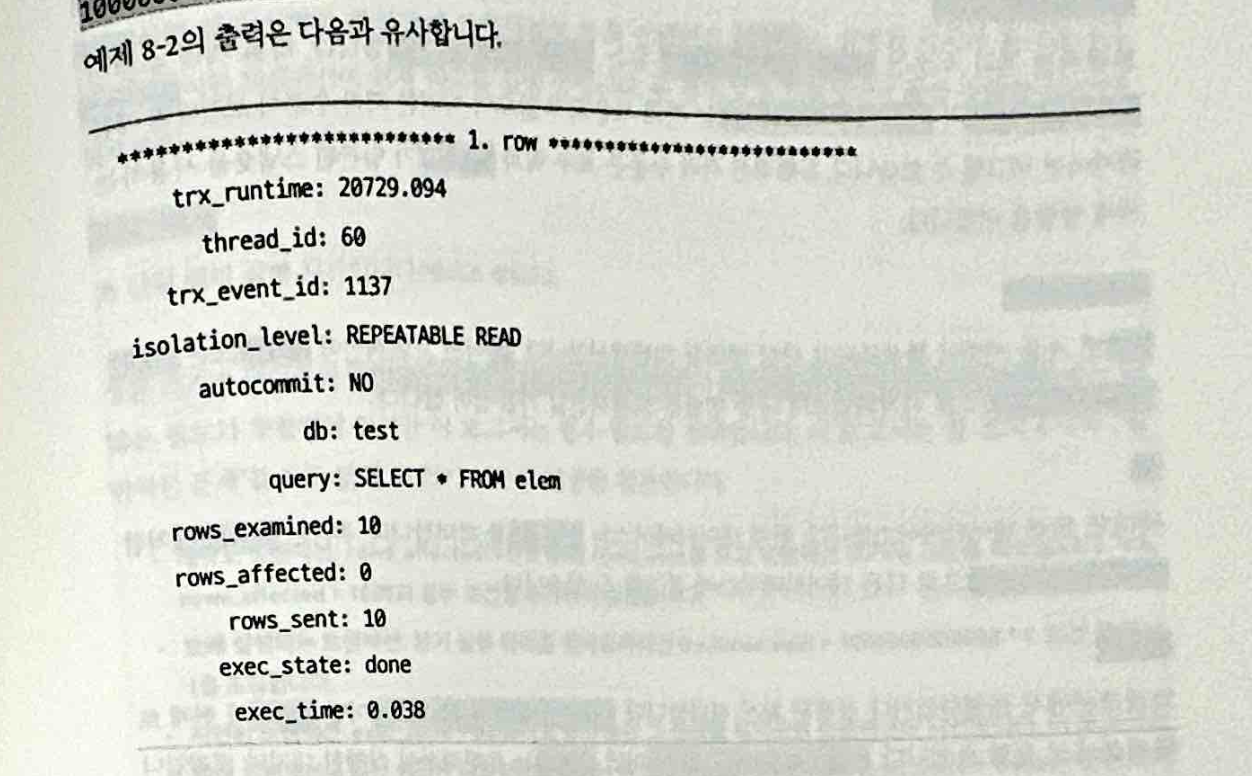 예제 8-2의 출력은 다음과 유사합니다.
************************* 1. row ***************************
trx_runtime: 20729.094
thread_id: 60
trx_event_id: 1137
isolation_level: REPEATABLE READ
autocommit: NO
db: test
query: SELECT * FROM elem
rows_examined: 10
rows_affected: 0
rows_sent: 10
exec_state: done
exec_time: 0.038